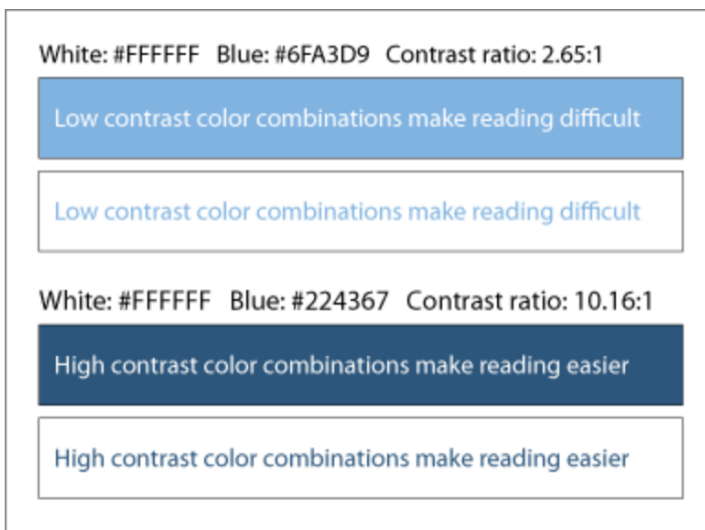 White: #FFFFFF Blue: #6FA3D9 Contrast ratio: 2.65:1
Low contrast color combinations make reading difficult
Low contrast color combinations make reading difficult
White: #FFFFFF Blue: #224367 Contrast ratio: 10.16:1
High contrast color combinations make reading easier
High contrast color combinations make reading easier